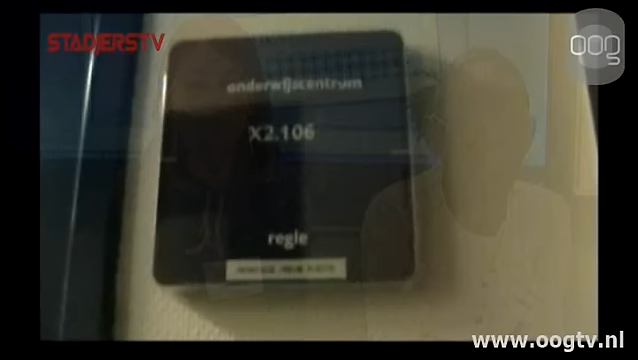 STADJERSTV
oog
onderwijscentrum
X2.106
regie
www.oogtv.nl